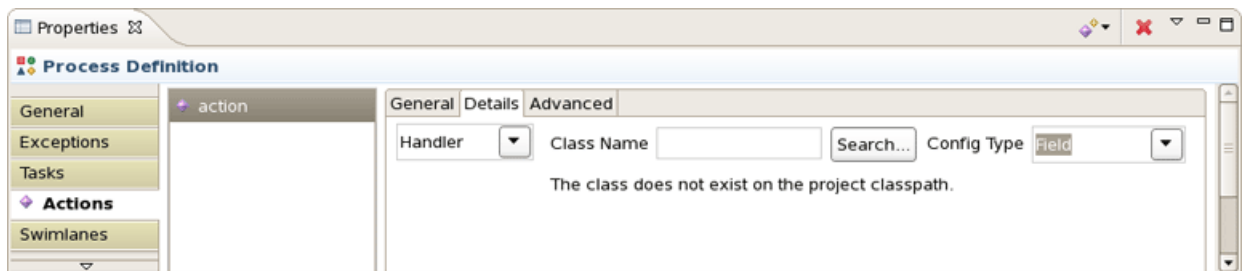 Properties
Process Definition
General
Exceptions
Tasks
Actions
Swimlanes
action
General Details Advanced
Handler Class Name Search... Config Type Field
The class does not exist on the project classpath.